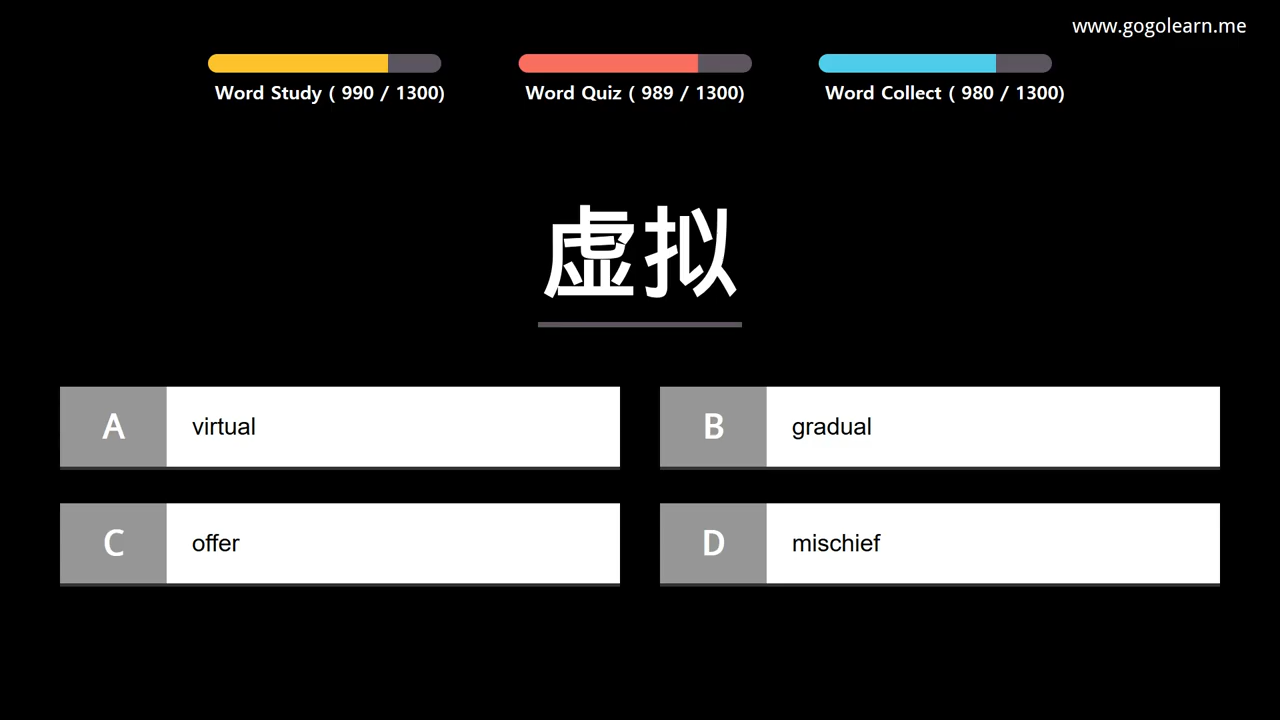 www.gogolearn.me
Word Study ( 990 / 1300)
Word Quiz ( 989 / 1300)
Word Collect ( 980 / 1300)
虚拟
A virtual
B gradual
C offer
D mischief